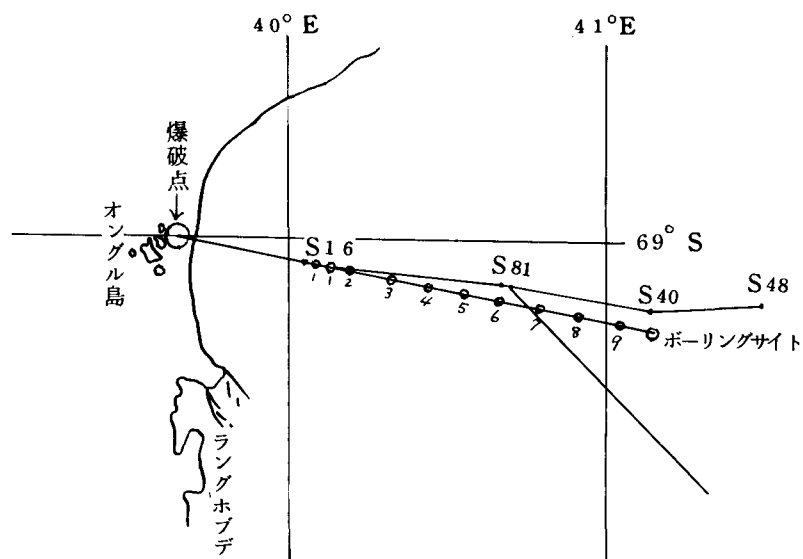 40°E
41°E
爆破点
オングル島
69° S
S16
S81
S40
S48
1
1
2
3
4
5
6
7
8
9
ボーリングサイト
ラングホブデ